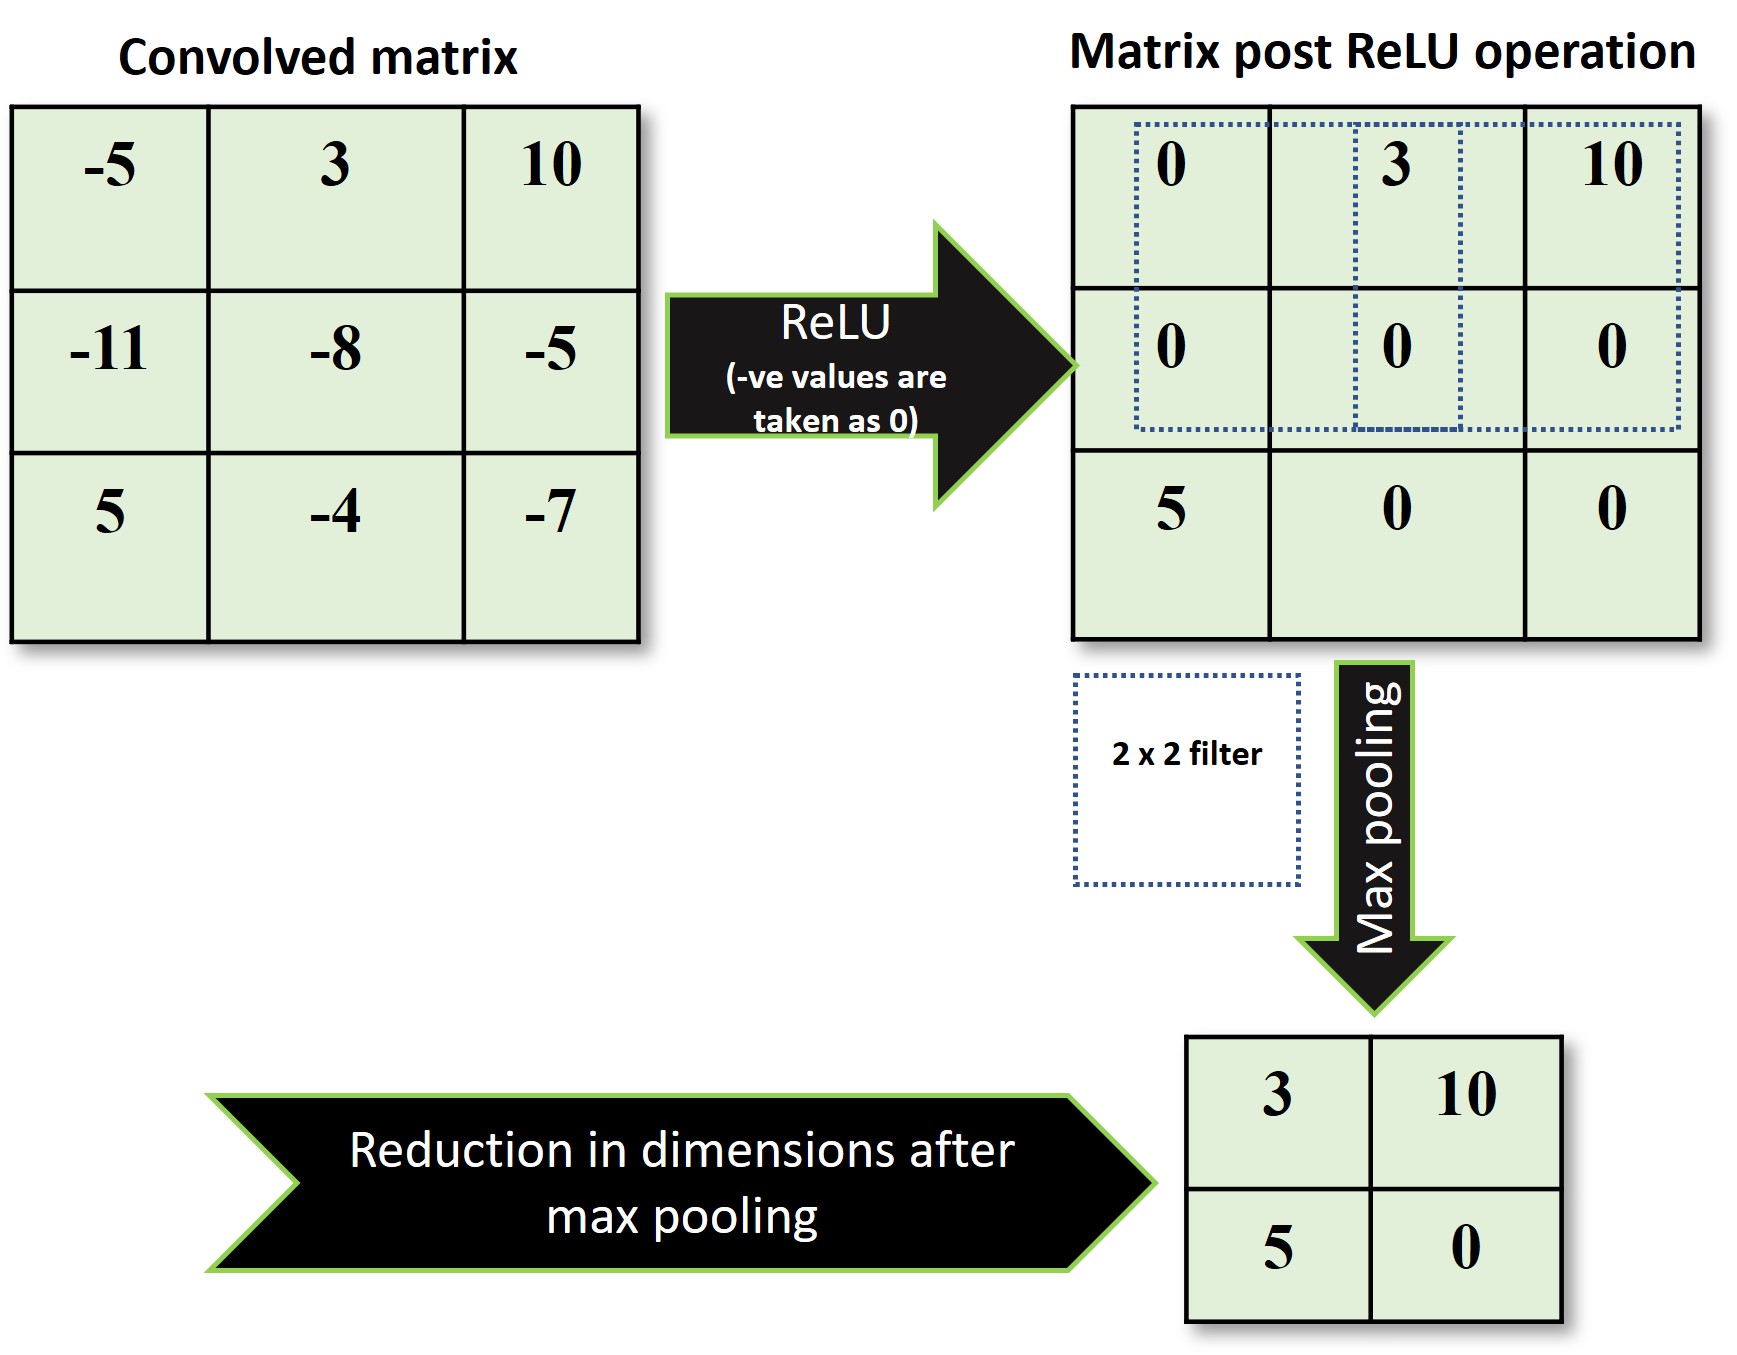 Convolved matrix
-5 3 10
-11 -8 -5
5 -4 -7
ReLU
(-ve values are
taken as 0)
Matrix post ReLU operation
0 3 10
0 0 0
5 0 0
2 x 2 filter
Max pooling
Reduction in dimensions after
max pooling
3 10
5 0